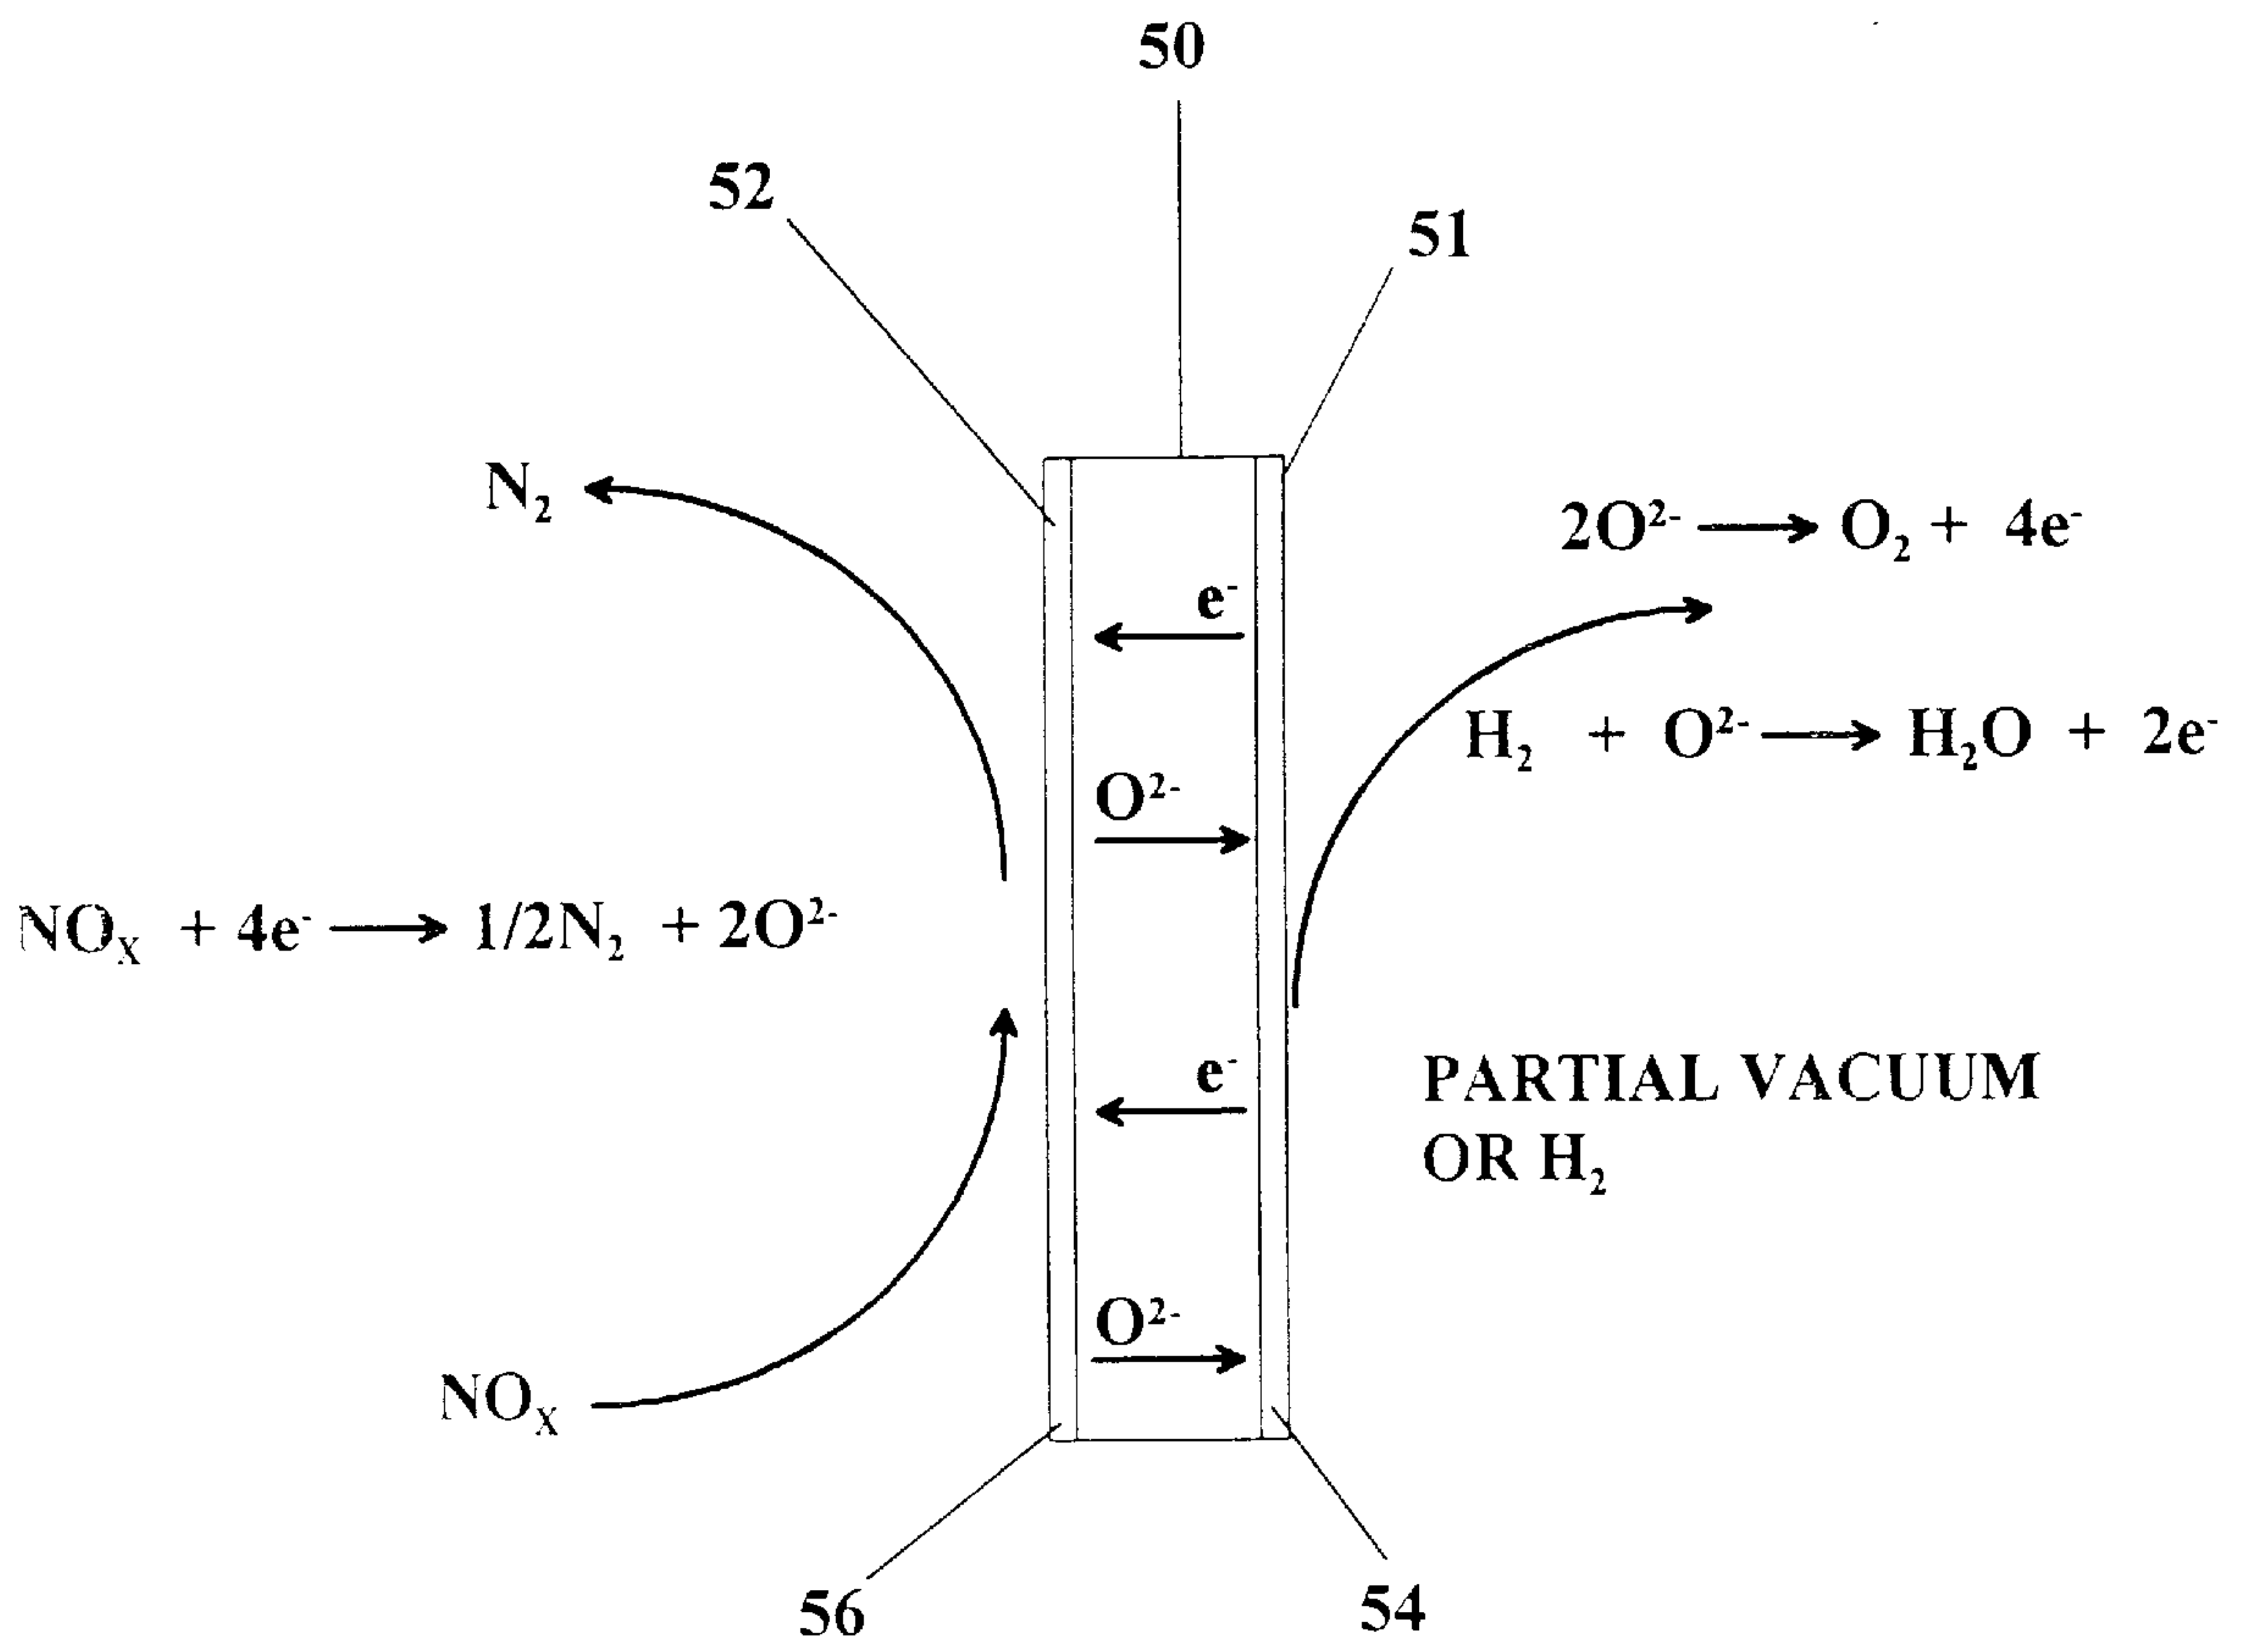 50
52
51
N₂
2O²⁻ ⟶ O₂ + 4e⁻
e⁻
H₂ + O²⁻ ⟶ H₂O + 2e⁻
O²⁻
NOₓ + 4e⁻ ⟶ 1/2N₂ + 2O²⁻
e⁻
PARTIAL VACUUM
OR H₂
O²⁻
NOₓ
56
54